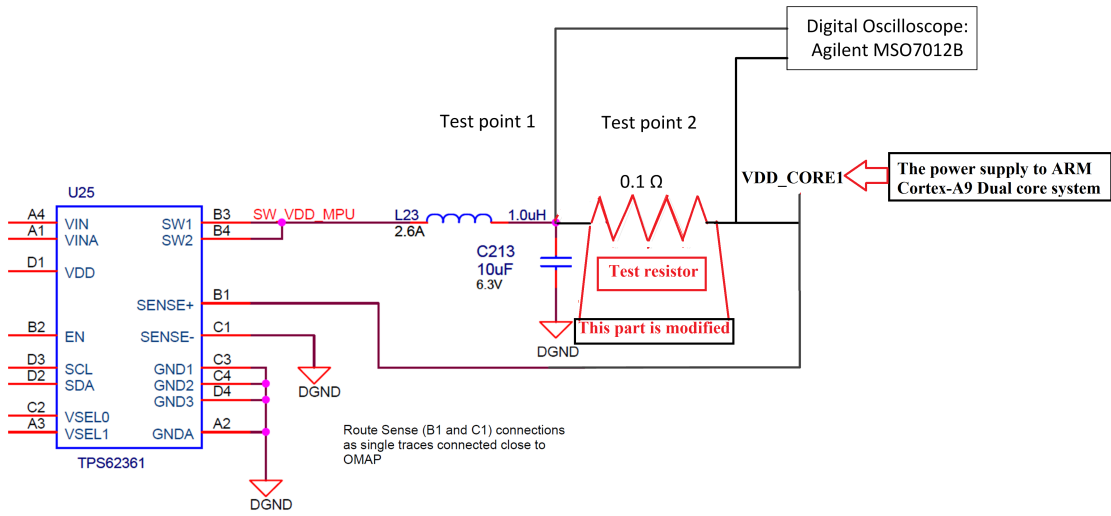 Digital Oscilloscope:
Agilent MSO7012B
Test point 1
Test point 2
The power supply to ARM
Cortex-A9 Dual core system
VDD_CORE1
0.1 Ω
U25
A4
VIN
SW1
B3
SW_VDD_MPU
L23
1.0uH
2.6A
A1
VINA
SW2
B4
D1
VDD
C213
10uF
6.3V
Test resistor
SENSE+
B1
B2
EN
SENSE-
C1
This part is modified
DGND
D3
SCL
GND1
C3
D2
SDA
GND2
C4
GND3
D4
DGND
C2
VSEL0
A3
VSEL1
GNDA
A2
Route Sense (B1 and C1) connections
as single traces connected close to
OMAP
TPS62361
DGND